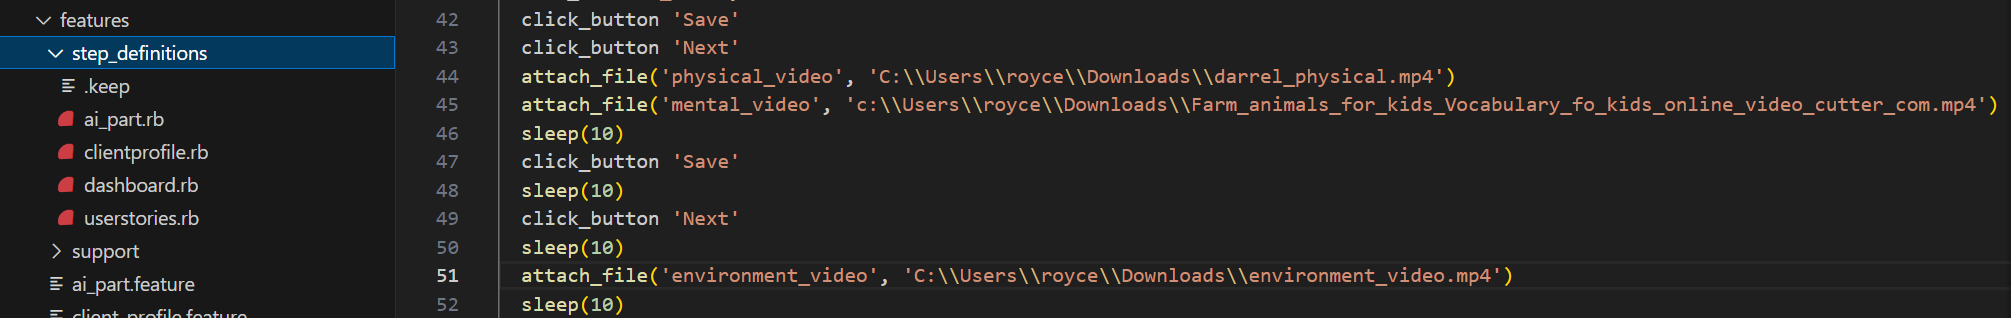 features
step_definitions
.keep
ai_part.rb
clientprofile.rb
dashboard.rb
userstories.rb
support
ai_part.feature
client_profile.feature
42 click_button 'Save'
43 click_button 'Next'
44 attach_file('physical_video', 'C:\\Users\\royce\\Downloads\\darrel_physical.mp4')
45 attach_file('mental_video', 'c:\\Users\\royce\\Downloads\\Farm_animals_for_kids_Vocabulary_fo_kids_online_video_cutter_com.mp4')
46 sleep(10)
47 click_button 'Save'
48 sleep(10)
49 click_button 'Next'
50 sleep(10)
51 attach_file('environment_video', 'C:\\Users\\royce\\Downloads\\environment_video.mp4')
52 sleep(10)